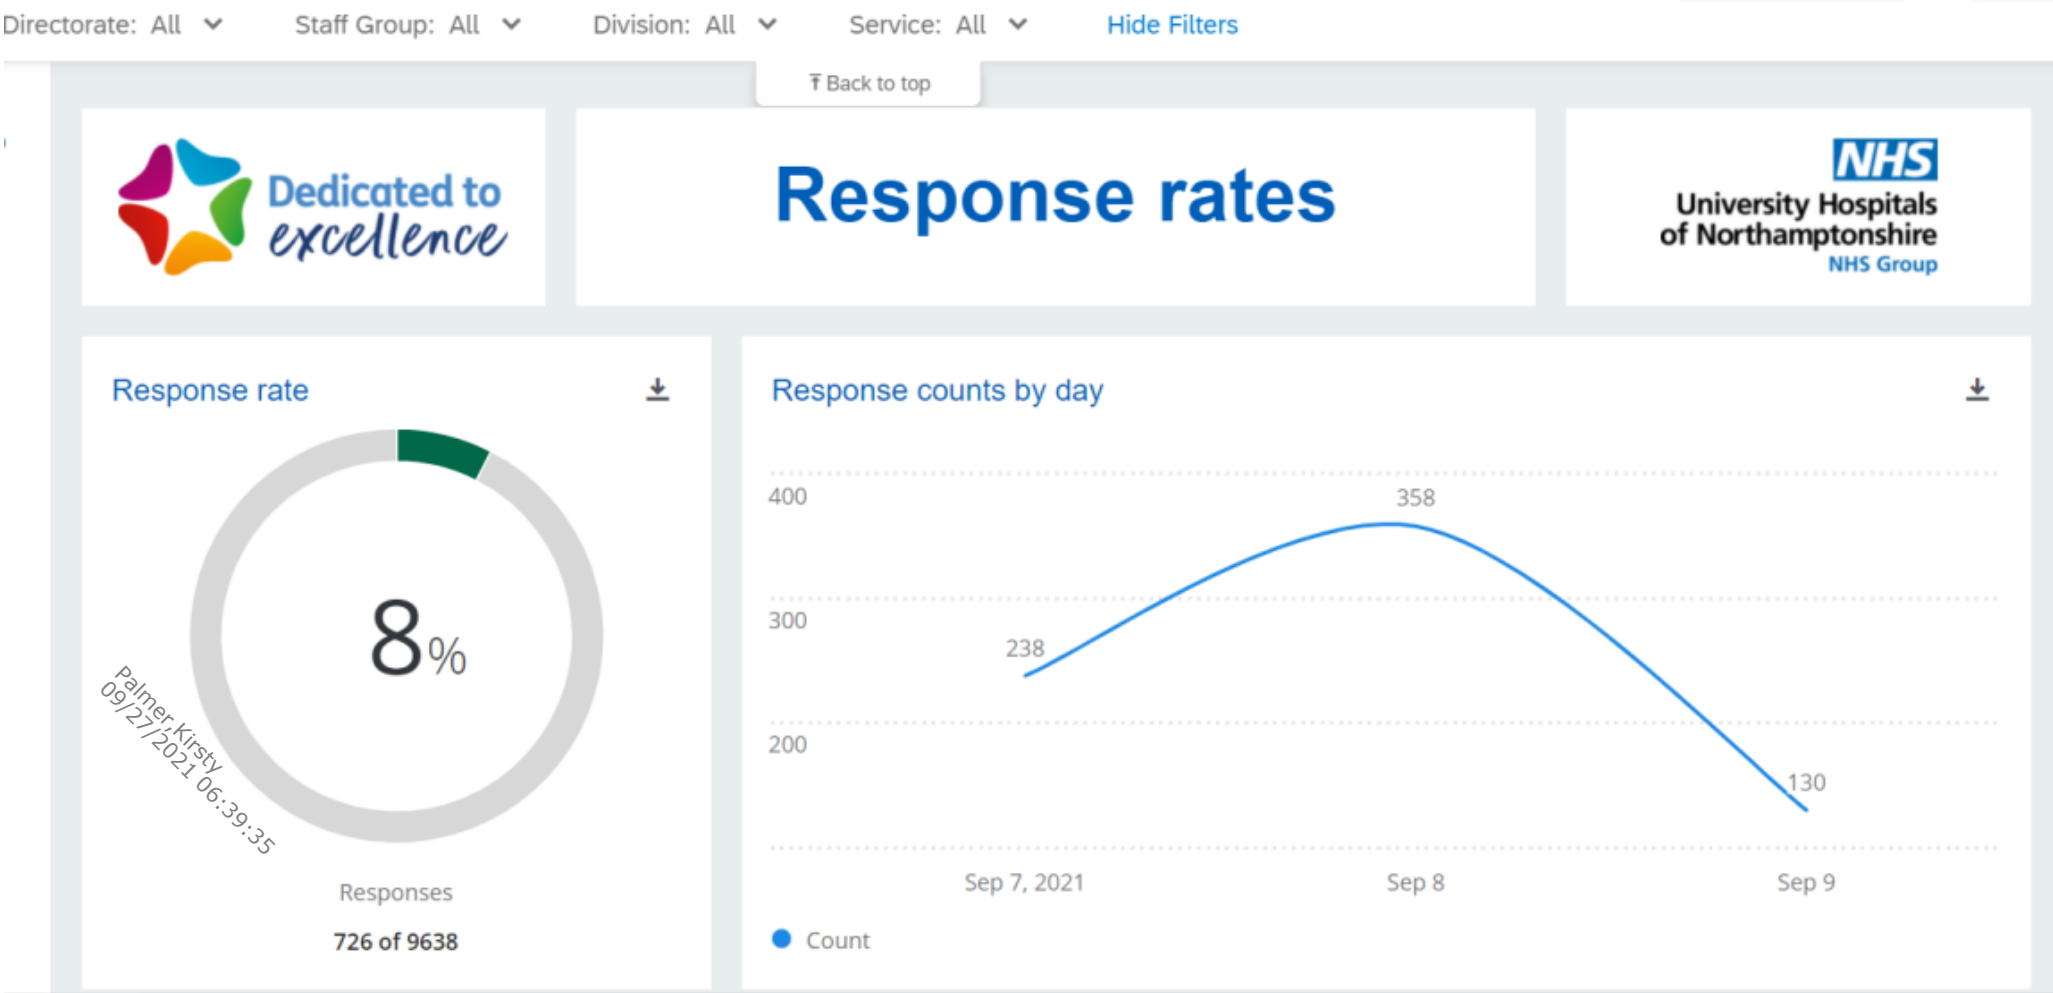 Directorate: All
Staff Group: All
Division: All
Service: All
Hide Filters
Back to top
Dedicated to
excellence
Response rates
NHS
University Hospitals
of Northamptonshire
NHS Group
Response rate
8%
Palmer,Kirsty
09/27/2021 06:39:35
Responses
726 of 9638
Response counts by day
400
358
300
238
200
130
Sep 7, 2021
Sep 8
Sep 9
Count